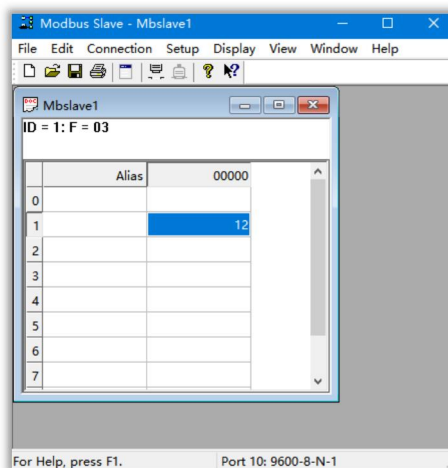 Modbus Slave - Mbslave1
File Edit Connection Setup Display View Window Help
Mbslave1
ID = 1: F = 03
Alias 00000
0
1 12
2
3
4
5
6
7
For Help, press F1. Port 10: 9600-8-N-1